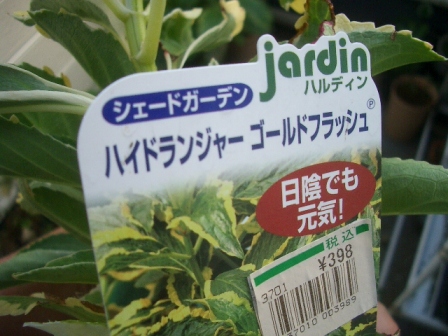 jardin
ハルディン
シェードガーデン
ハイドランジャー ゴールドフラッシュ
Ⓟ
日陰でも
元気!
税込
¥398
3701